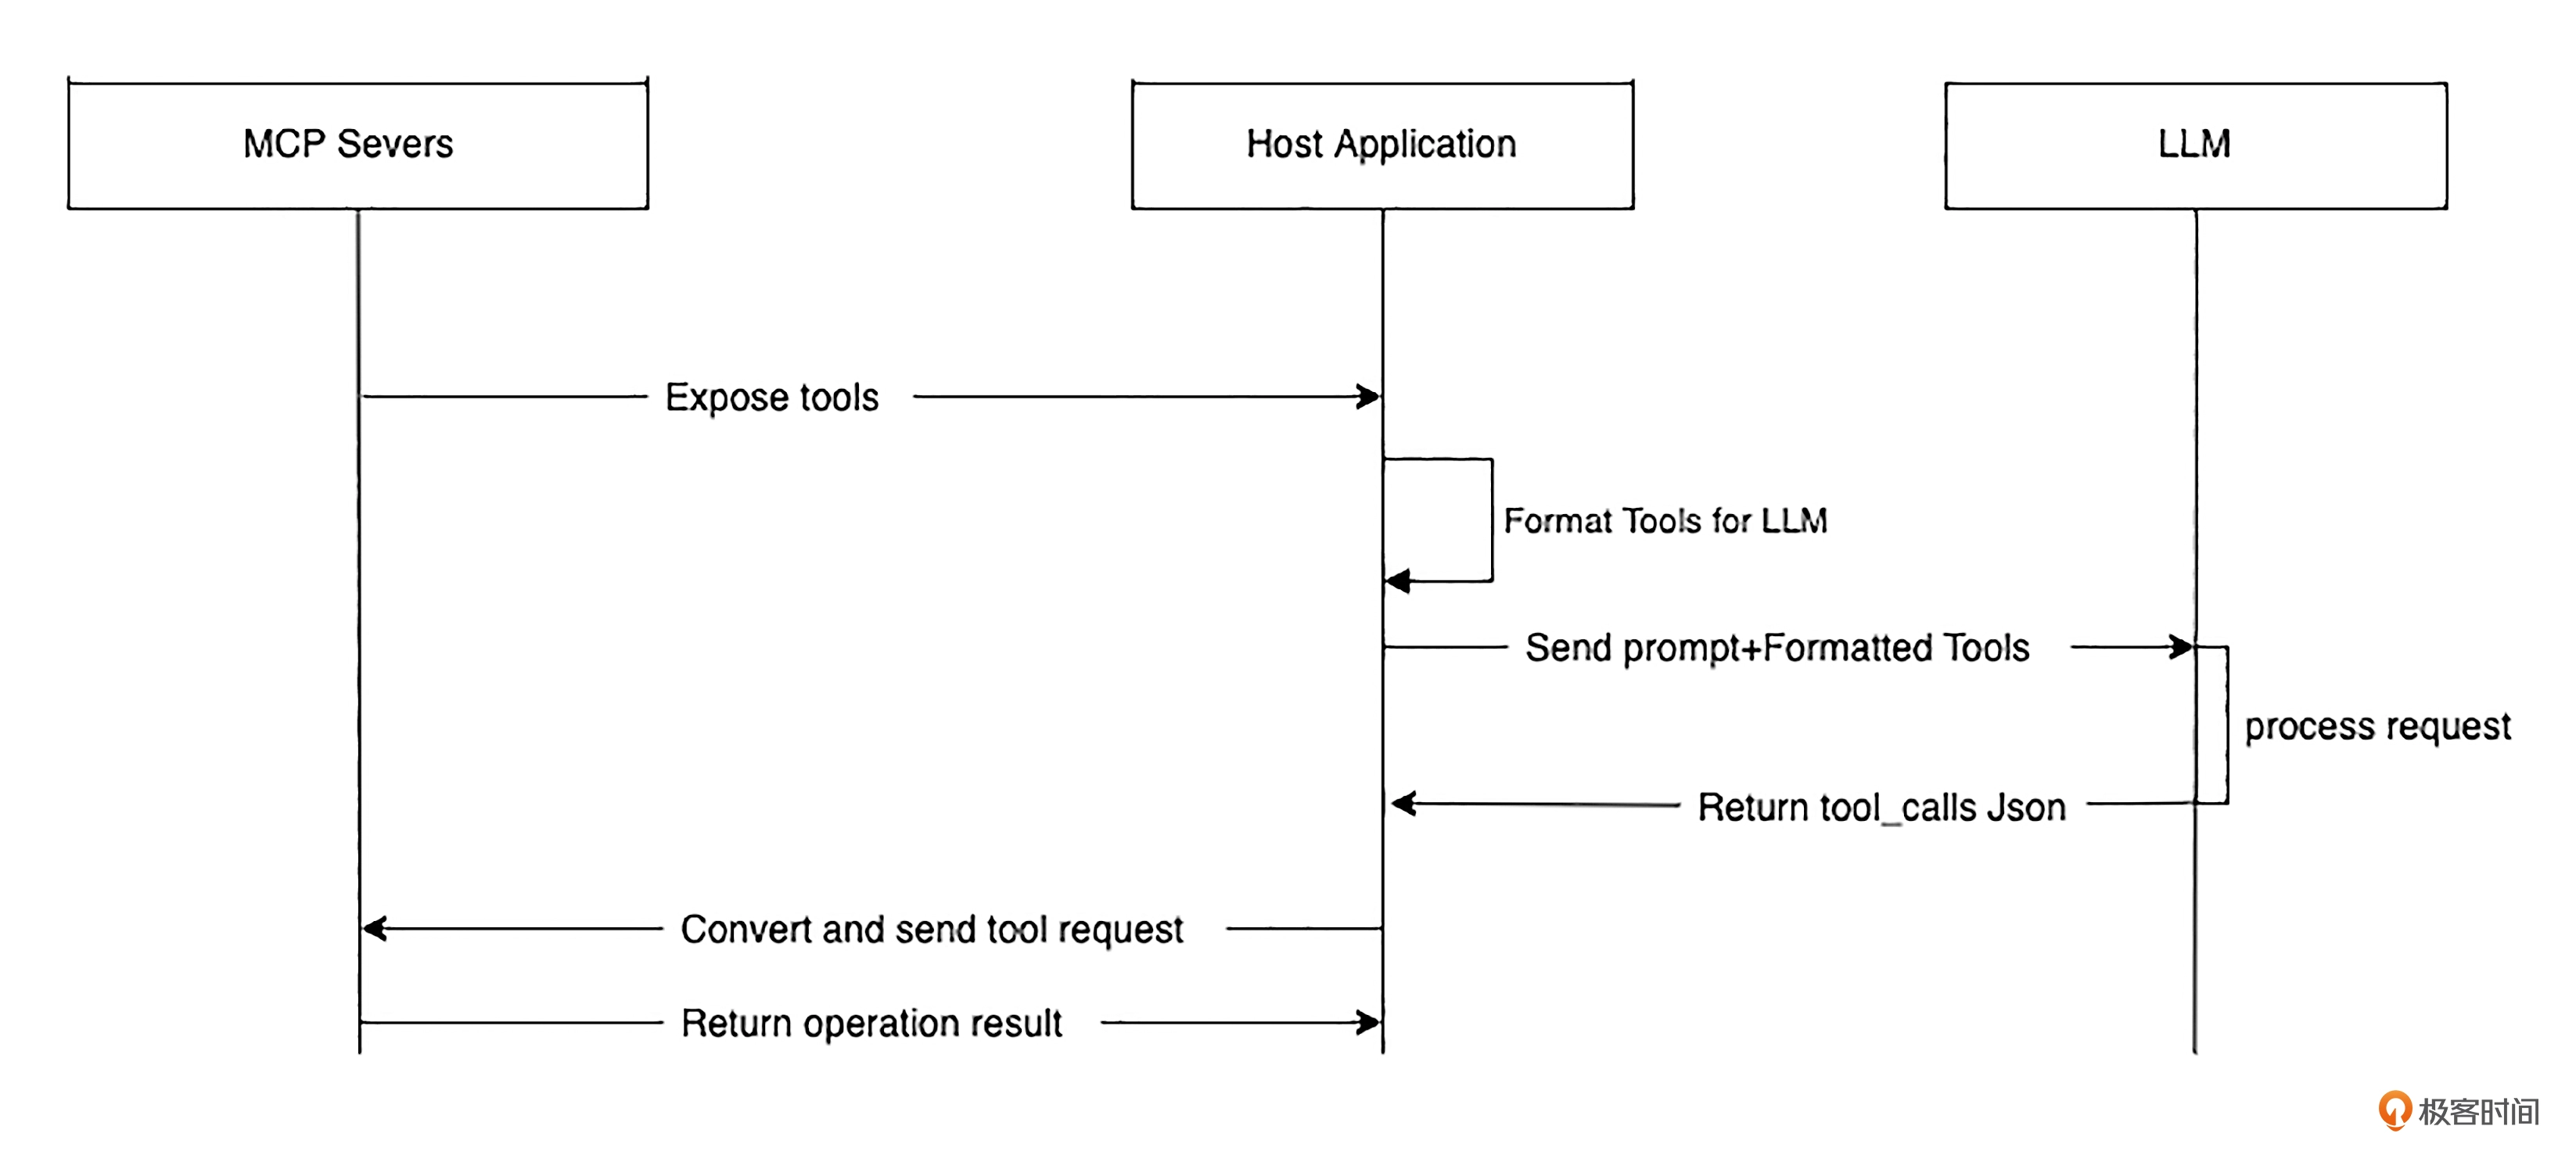 MCP Severs
Host Application
LLM
Expose tools
Format Tools for LLM
Send prompt+Formatted Tools
process request
Return tool_calls Json
Convert and send tool request
Return operation result
极客时间